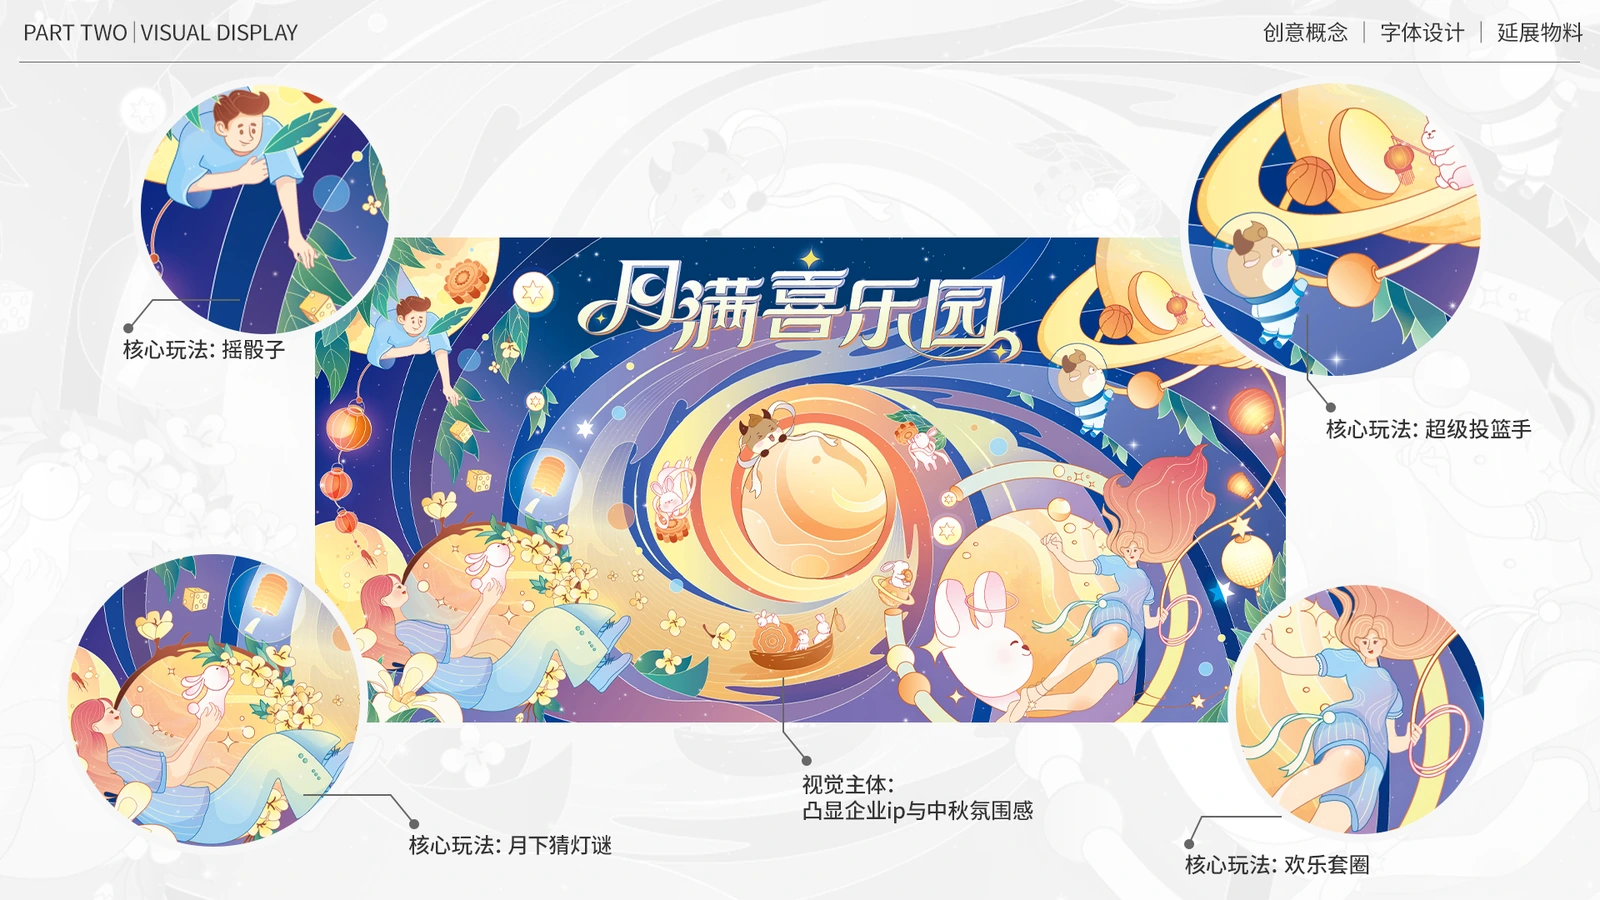 PART TWO | VISUAL DISPLAY
创意概念 | 字体设计 | 延展物料
月满喜乐园
核心玩法: 摇骰子
核心玩法: 超级投篮手
视觉主体:
凸显企业ip与中秋氛围感
核心玩法: 月下猜灯谜
核心玩法: 欢乐套圈